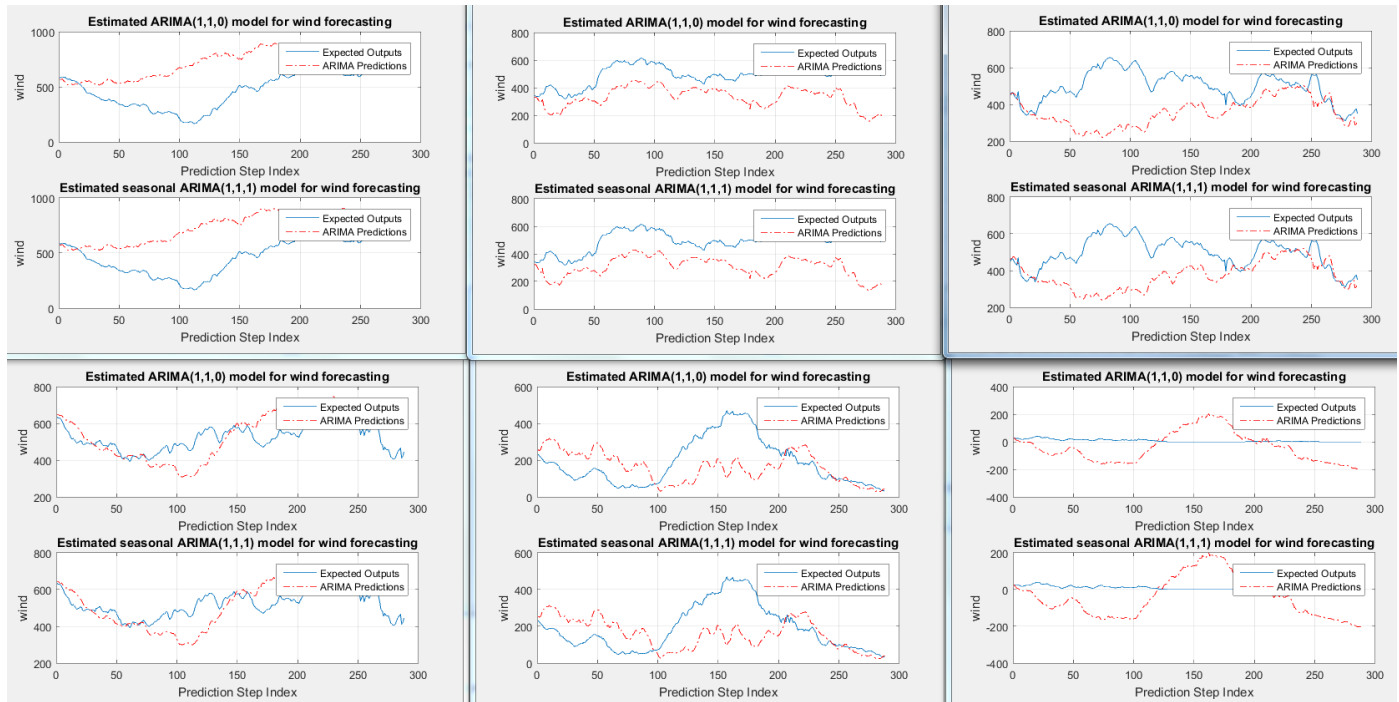 Estimated ARIMA(1,1,0) model for wind forecasting
1000
500
0
wind
Expected Outputs
ARIMA Predictions
0 50 100 150 200 250 300
Prediction Step Index
Estimated seasonal ARIMA(1,1,1) model for wind forecasting
1000
500
0
wind
Expected Outputs
ARIMA Predictions
0 50 100 150 200 250 300
Prediction Step Index
Estimated ARIMA(1,1,0) model for wind forecasting
800
600
400
200
0
wind
Expected Outputs
ARIMA Predictions
0 50 100 150 200 250 300
Prediction Step Index
Estimated seasonal ARIMA(1,1,1) model for wind forecasting
800
600
400
200
0
wind
Expected Outputs
ARIMA Predictions
0 50 100 150 200 250 300
Prediction Step Index
Estimated ARIMA(1,1,0) model for wind forecasting
800
600
400
200
wind
Expected Outputs
ARIMA Predictions
0 50 100 150 200 250 300
Prediction Step Index
Estimated seasonal ARIMA(1,1,1) model for wind forecasting
800
600
400
200
wind
Expected Outputs
ARIMA Predictions
0 50 100 150 200 250 300
Prediction Step Index
Estimated ARIMA(1,1,0) model for wind forecasting
800
600
400
200
wind
Expected Outputs
ARIMA Predictions
0 50 100 150 200 250 300
Prediction Step Index
Estimated seasonal ARIMA(1,1,1) model for wind forecasting
800
600
400
200
wind
Expected Outputs
ARIMA Predictions
0 50 100 150 200 250 300
Prediction Step Index
Estimated ARIMA(1,1,0) model for wind forecasting
600
400
200
0
wind
Expected Outputs
ARIMA Predictions
0 50 100 150 200 250 300
Prediction Step Index
Estimated seasonal ARIMA(1,1,1) model for wind forecasting
600
400
200
0
wind
Expected Outputs
ARIMA Predictions
0 50 100 150 200 250 300
Prediction Step Index
Estimated ARIMA(1,1,0) model for wind forecasting
400
200
0
-200
-400
wind
Expected Outputs
ARIMA Predictions
0 50 100 150 200 250 300
Prediction Step Index
Estimated seasonal ARIMA(1,1,1) model for wind forecasting
200
0
-200
-400
wind
Expected Outputs
ARIMA Predictions
0 50 100 150 200 250 300
Prediction Step Index